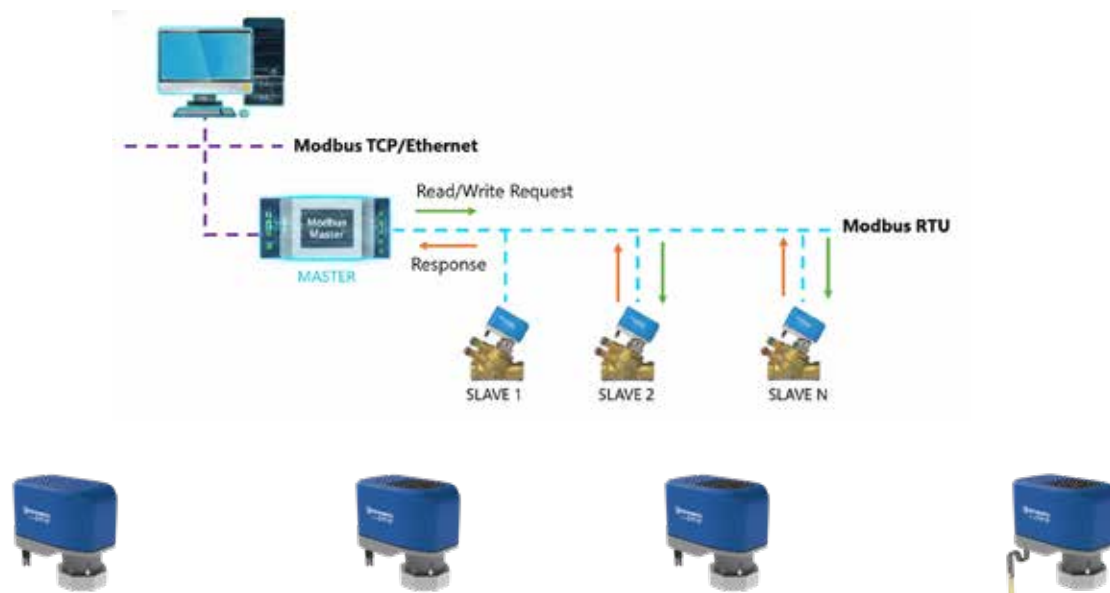 Modbus TCP/Ethernet
Read/Write Request
Modbus
Master
Modbus RTU
Response
MASTER
SLAVE 1
SLAVE 2
SLAVE N